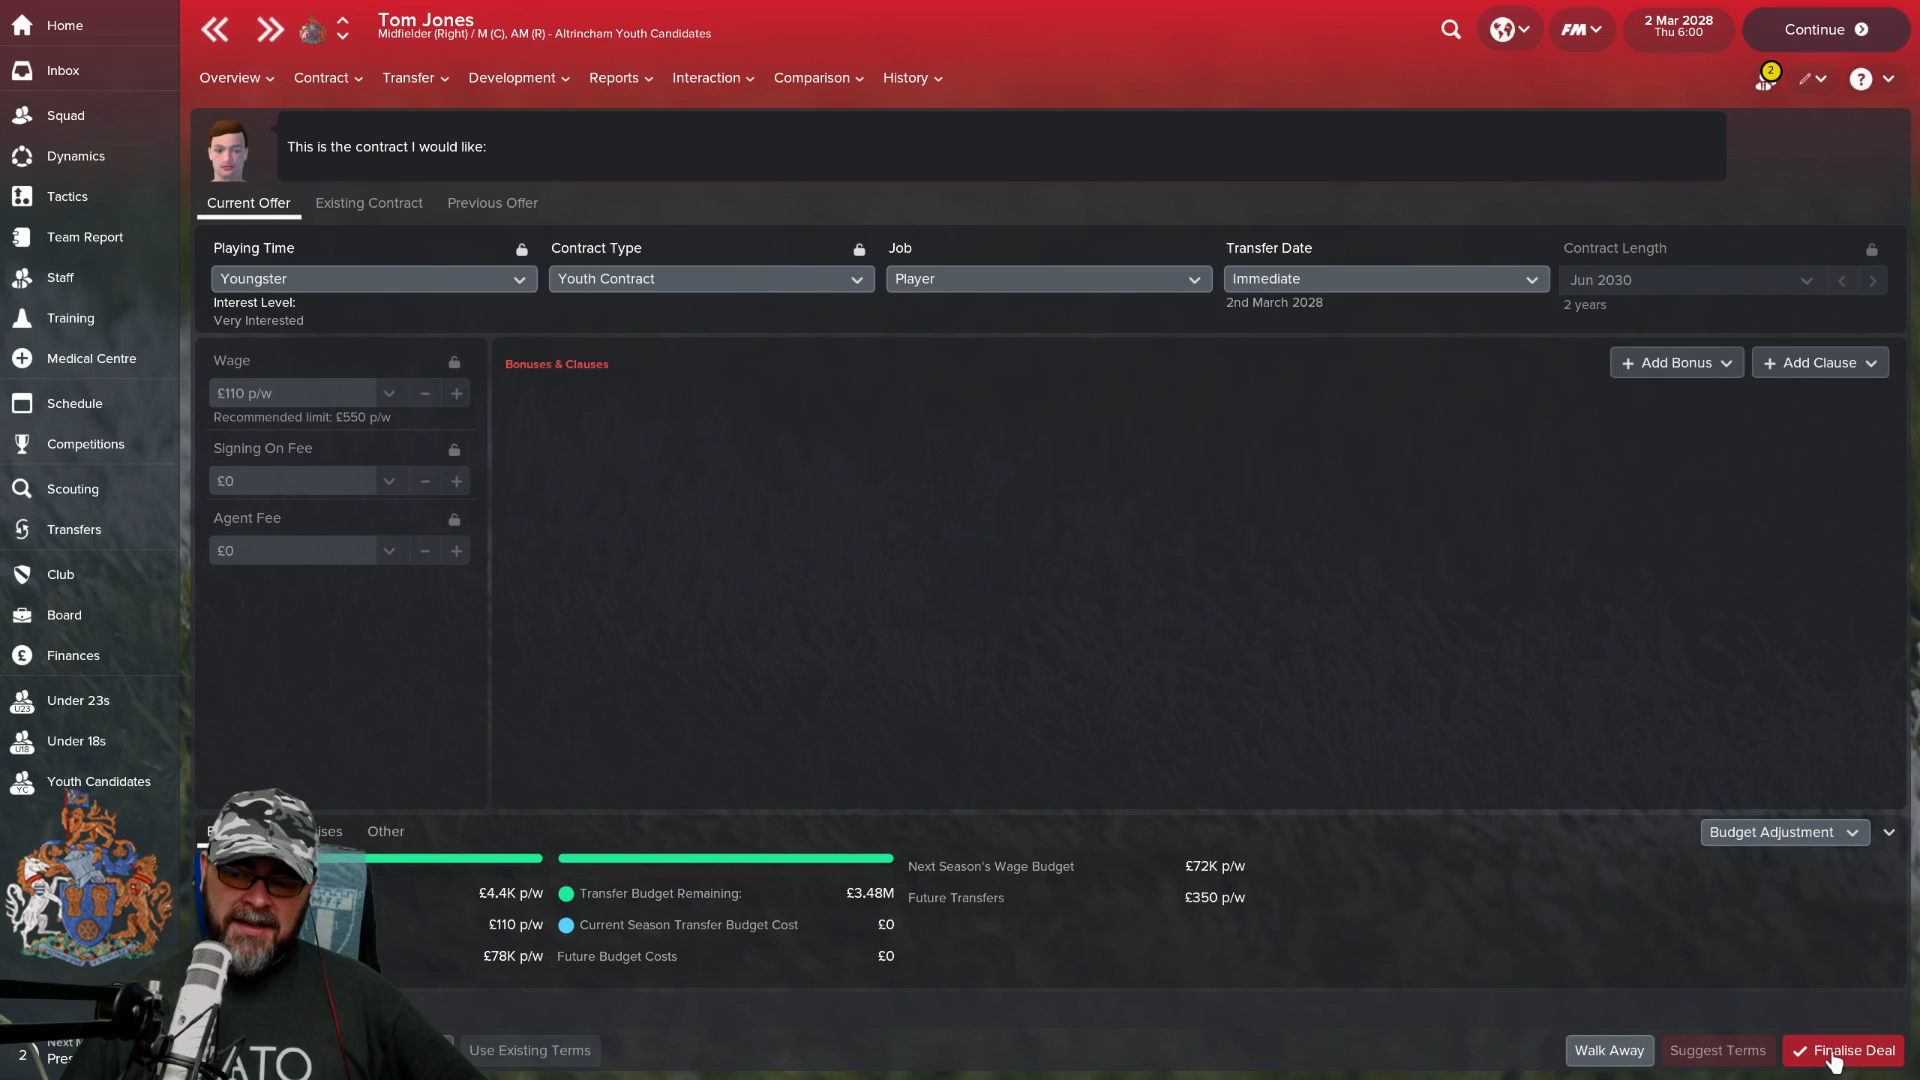 Home
Inbox
Squad
Dynamics
Tactics
Team Report
Staff
Training
Medical Centre
Schedule
Competitions
Scouting
Transfers
Club
Board
Finances
U23
Under 23s
U18
Under 18s
YC
Youth Candidates
Tom Jones
Midfielder (Right) / M (C), AM (R) - Altrincham Youth Candidates
FM
2 Mar 2028
Thu 6:00
Continue
Overview
Contract
Transfer
Development
Reports
Interaction
Comparison
History
2
?
This is the contract I would like:
Current Offer
Existing Contract
Previous Offer
Playing Time
Contract Type
Job
Transfer Date
Contract Length
Youngster
Youth Contract
Player
Immediate
Jun 2030
Interest Level:
Very Interested
2nd March 2028
2 years
Wage
£110 p/w
Recommended limit: £550 p/w
Signing On Fee
£0
Agent Fee
£0
Bonuses & Clauses
+ Add Bonus
+ Add Clause
Other
Budget Adjustment
£4.4K p/w
£110 p/w
£78K p/w
Transfer Budget Remaining:
£3.48M
Current Season Transfer Budget Cost
£0
Future Budget Costs
£0
Next Season's Wage Budget
£72K p/w
Future Transfers
£350 p/w
2
Next
Use Existing Terms
Walk Away
Suggest Terms
Finalise Deal